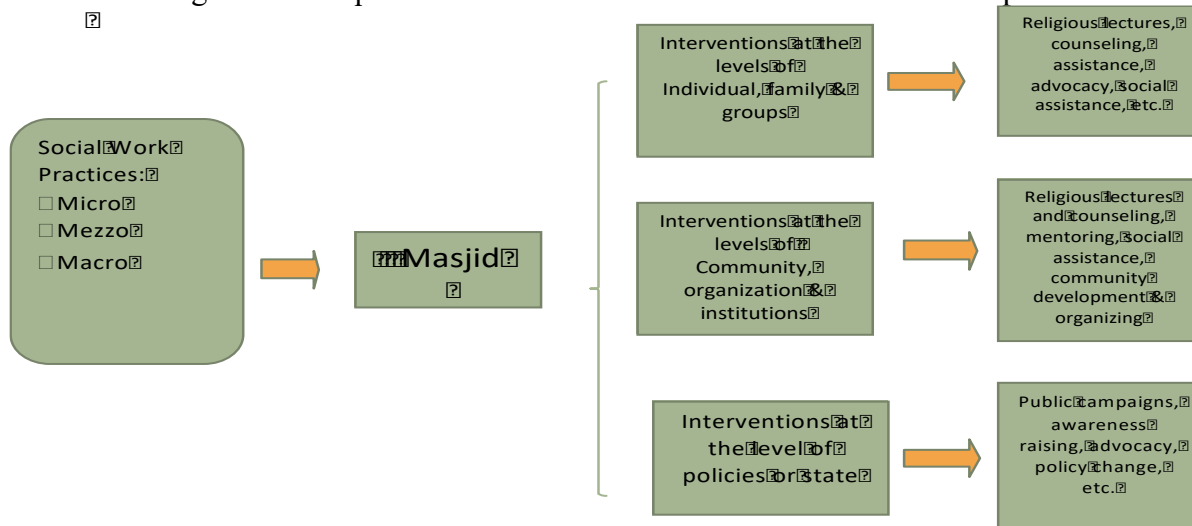 Social Work
Practices:
Micro
Mezzo
Macro
Masjid
Interventions at the
levels of
Individual, family &
groups
Religious lectures,
counseling,
assistance,
advocacy, social
assistance, etc.
Interventions at the
levels of
Community,
organization &
institutions
Religious lectures
and counseling,
mentoring, social
assistance,
community
development &
organizing
Interventions at
the level of
policies or state
Public campaigns,
awareness
raising, advocacy,
policy change,
etc.